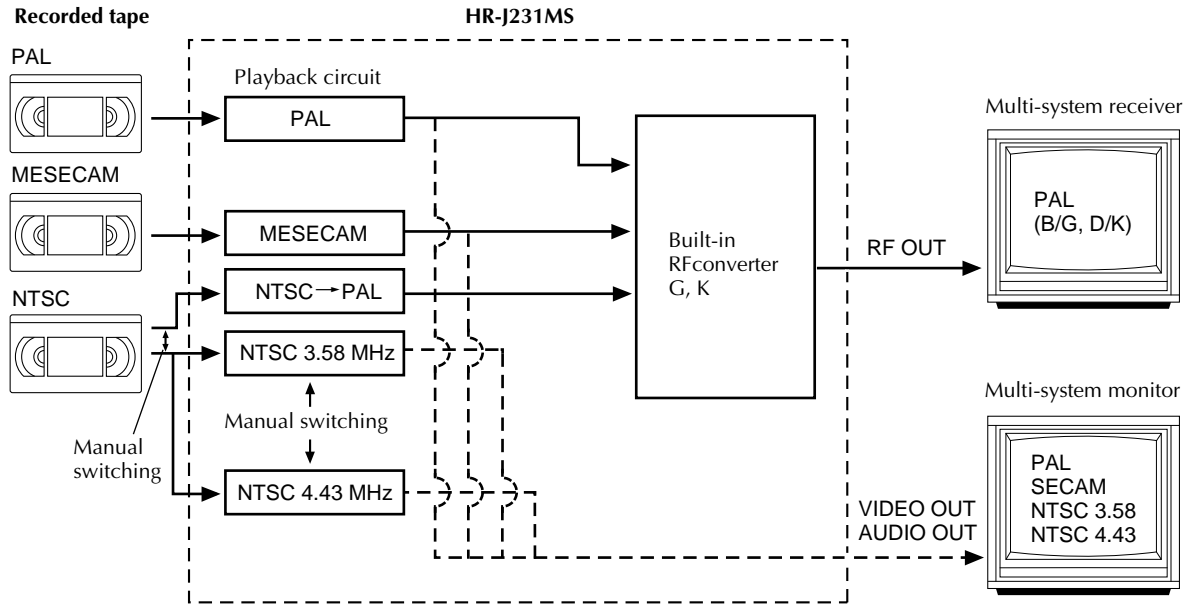 Recorded tape
HR-J231MS
PAL
Playback circuit
PAL
Multi-system receiver
MESECAM
PAL
(B/G, D/K)
MESECAM
Built-in
RFconverter
G, K
RF OUT
NTSC
NTSC→PAL
NTSC 3.58 MHz
Manual switching
Manual
switching
NTSC 4.43 MHz
Multi-system monitor
PAL
SECAM
NTSC 3.58
NTSC 4.43
VIDEO OUT
AUDIO OUT